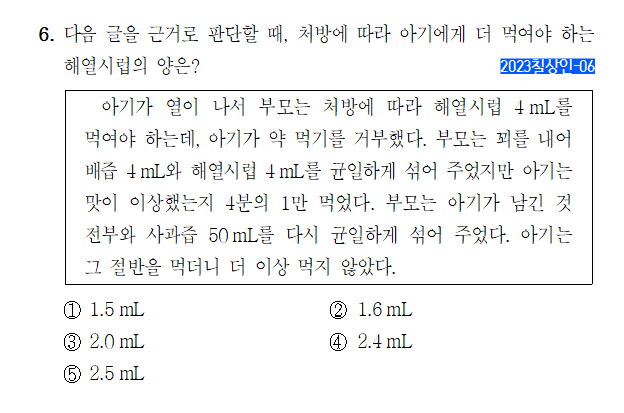 6. 다음 글을 근거로 판단할 때, 처방에 따라 아기에게 더 먹여야 하는
해열시럽의 양은?
2023칠상인-06
아기가 열이 나서 부모는 처방에 따라 해열시럽 4 mL를
먹여야 하는데, 아기가 약 먹기를 거부했다. 부모는 꾀를 내어
배즙 4 mL와 해열시럽 4 mL를 균일하게 섞어 주었지만 아기는
맛이 이상했는지 4분의 1만 먹었다. 부모는 아기가 남긴 것
전부와 사과즙 50 mL를 다시 균일하게 섞어 주었다. 아기는
그 절반을 먹더니 더 이상 먹지 않았다.
① 1.5 mL
② 1.6 mL
③ 2.0 mL
④ 2.4 mL
⑤ 2.5 mL